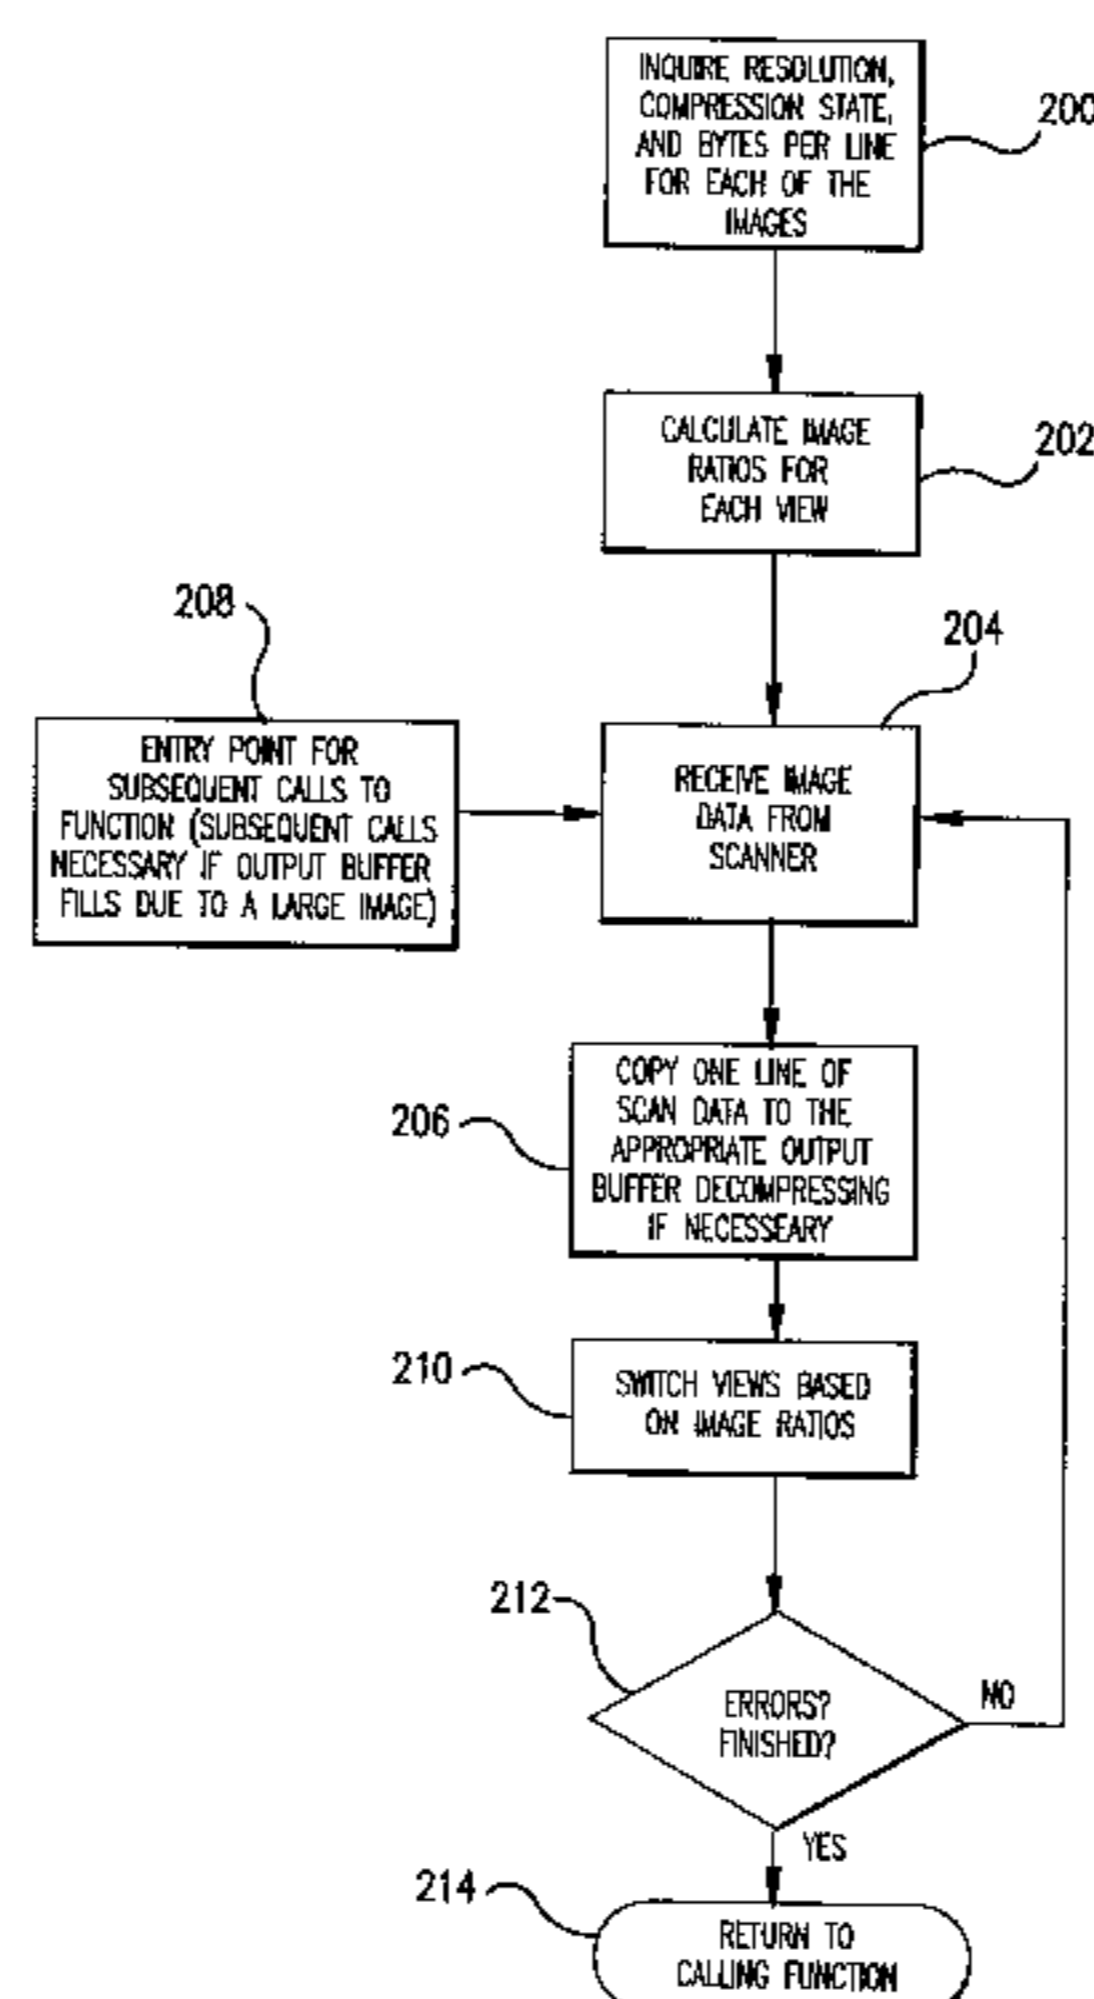 INQUIRE RESOLUTION,
COMPRESSION STATE,
AND BYTES PER LINE
FOR EACH OF THE
IMAGES
200
CALCULATE IMAGE
RATIOS FOR
EACH VIEW
202
208
204
ENTRY POINT FOR
SUBSEQUENT CALLS TO
FUNCTION (SUBSEQUENT CALLS
NECESSARY IF OUTPUT BUFFER
FILLS DUE TO A LARGE IMAGE)
RECEIVE IMAGE
DATA FROM
SCANNER
206
COPY ONE LINE OF
SCAN DATA TO THE
APPROPRIATE OUTPUT
BUFFER DECOMPRESSING
IF NECESSEARY
210
SWITCH VIEWS BASED
ON IMAGE RATIOS
212
ERRORS?
FINISHED?
NO
YES
214
RETURN TO
CALLING FUNCTION